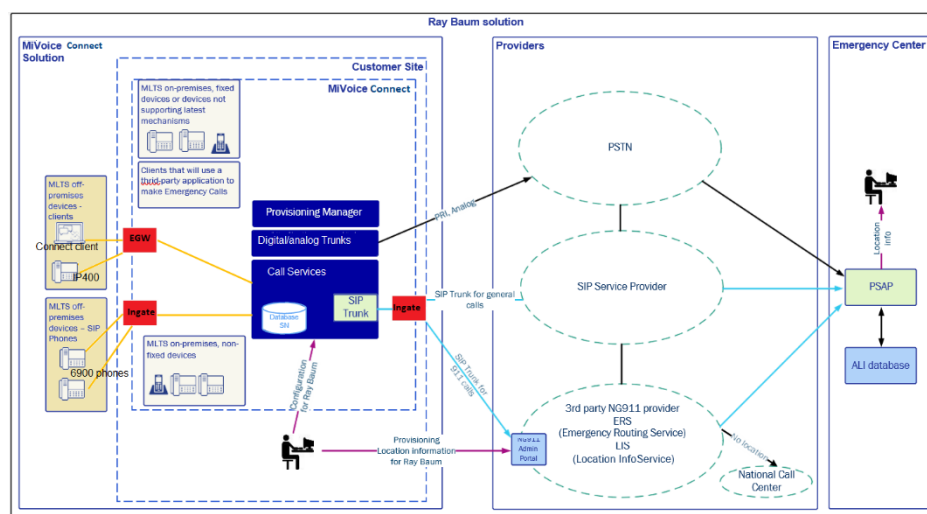 Ray Baum solution
MiVoice Connect
Solution
Customer Site
MiVoice Connect
MLTS on-premises, fixed
devices or devices not
supporting latest
mechanisms
Clients that will use a
third-party application to
make Emergency Calls
MLTS off-
premises devices -
clients
Connect client
IP400
EGW
MLTS off-
premises devices – SIP
Phones
6900 phones
Ingate
Provisioning Manager
Digital/analog Trunks
Call Services
Database
SN
SIP
Trunk
Ingate
MLTS on-premises, non-
fixed devices
Configuration
for Ray Baum
Provisioning
Location information
for Ray Baum
PRI, Analog
SIP Trunk for general
calls
SIP Trunk for
911 calls
Providers
PSTN
SIP Service Provider
3rd party NG911 provider
ERS
(Emergency Routing Service)
LIS
(Location InfoService)
NG911
Admin
Portal
No location
National Call
Center
Emergency Center
Location
info
PSAP
ALI database